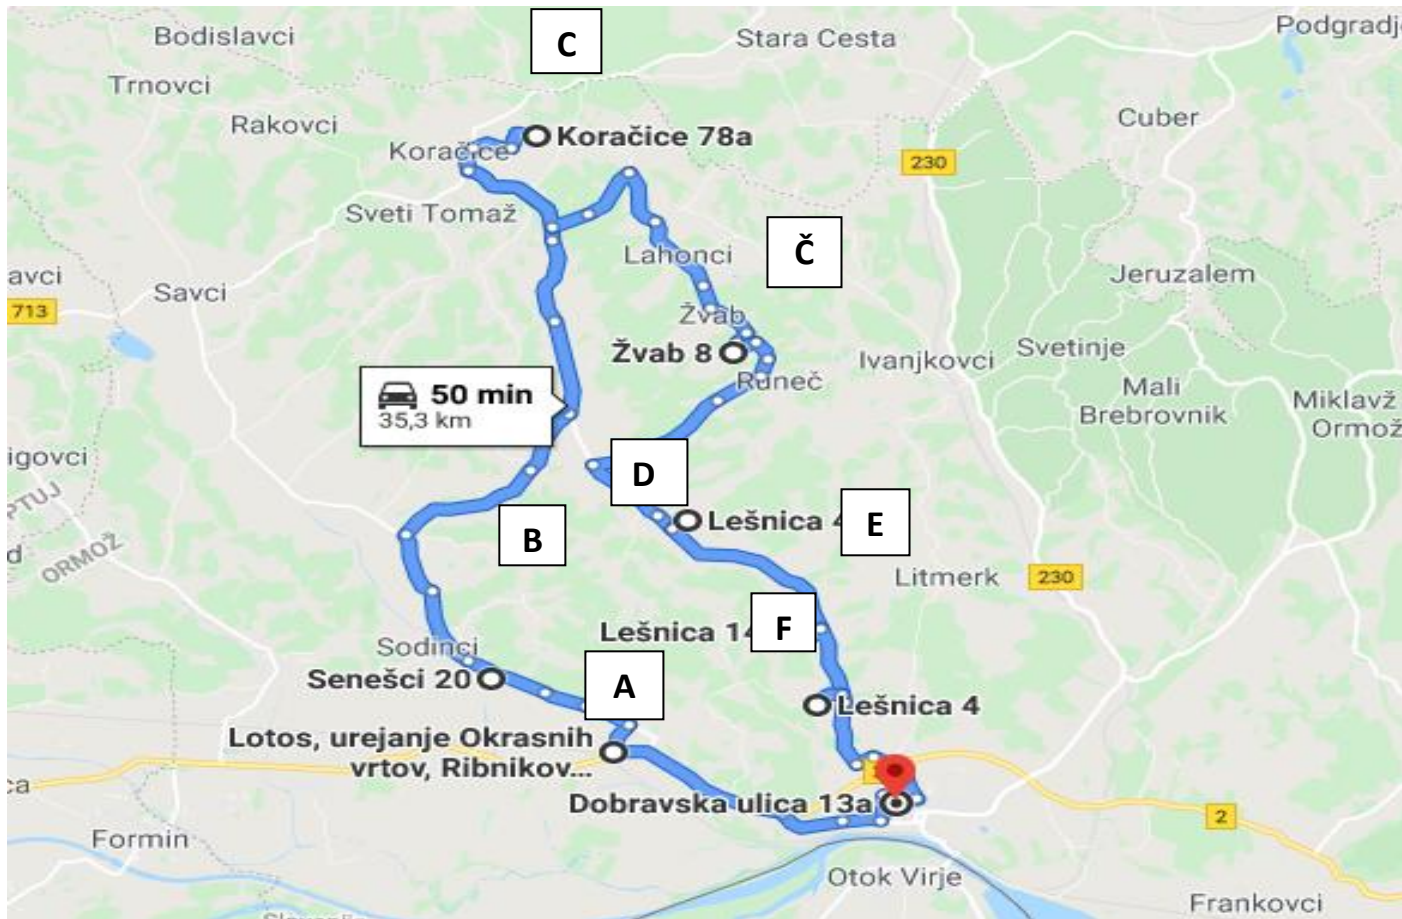 Bodislavci
C
Stara Cesta
Podgradj
Trnovci
Cuber
Rakovci
Koračice 78a
Koračice
230
Sveti Tomaž
Č
Lahonci
avci
Jeruzalem
Savci
713
Žvab
Žvab 8
Svetinje
Ivanjkovci
Runeč
50 min
35,3 km
Mali
Brebrovnik
Miklavž
Ormož
igovci
D
PTUJ
ORMOŽ
Lešnica 4
E
B
d
Litmerk
230
Lešnica 14
F
Sodinci
Senešci 20
A
Lešnica 4
Lotos, urejanje Okrasnih
vrtov, Ribnikov...
ca
Dobravska ulica 13a
2
Formin
Otok Virje
Frankovci